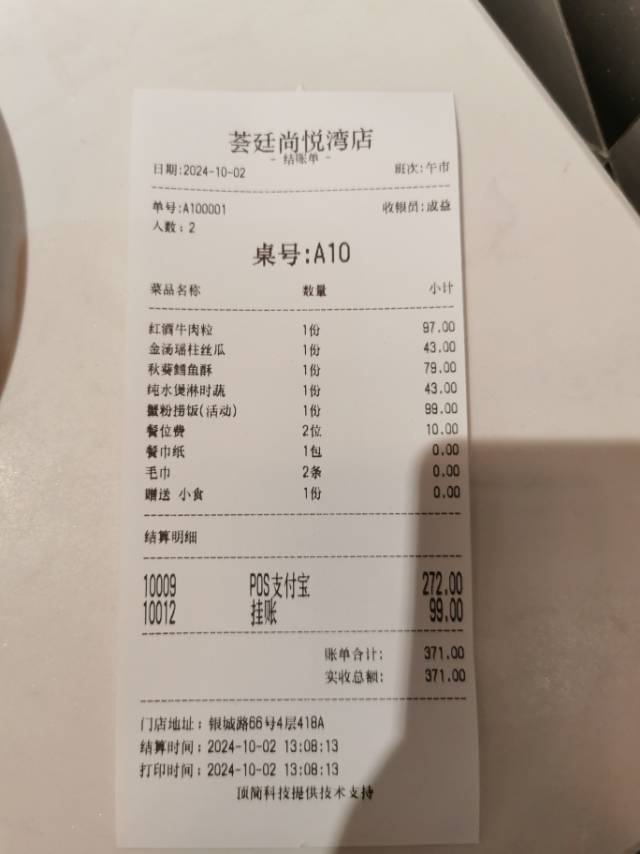 荟廷尚悦湾店
- 结账单 -
日期:2024-10-02 班次:午市
单号:A100001 收银员:成益
人数:2
桌号:A10
菜品名称 数量 小计
红酒牛肉粒 1份 97.00
金汤瑶柱丝瓜 1份 43.00
秋葵鳕鱼酥 1份 79.00
纯水煲淋时蔬 1份 43.00
蟹粉捞饭(活动) 1份 99.00
餐位费 2位 10.00
餐巾纸 1包 0.00
毛巾 2条 0.00
赠送 小食 1份 0.00
结算明细
10009 POS支付宝 272.00
10012 挂账 99.00
账单合计: 371.00
实收总额: 371.00
门店地址:银城路66号4层418A
结算时间:2024-10-02 13:08:13
打印时间:2024-10-02 13:08:13
顶简科技提供技术支持